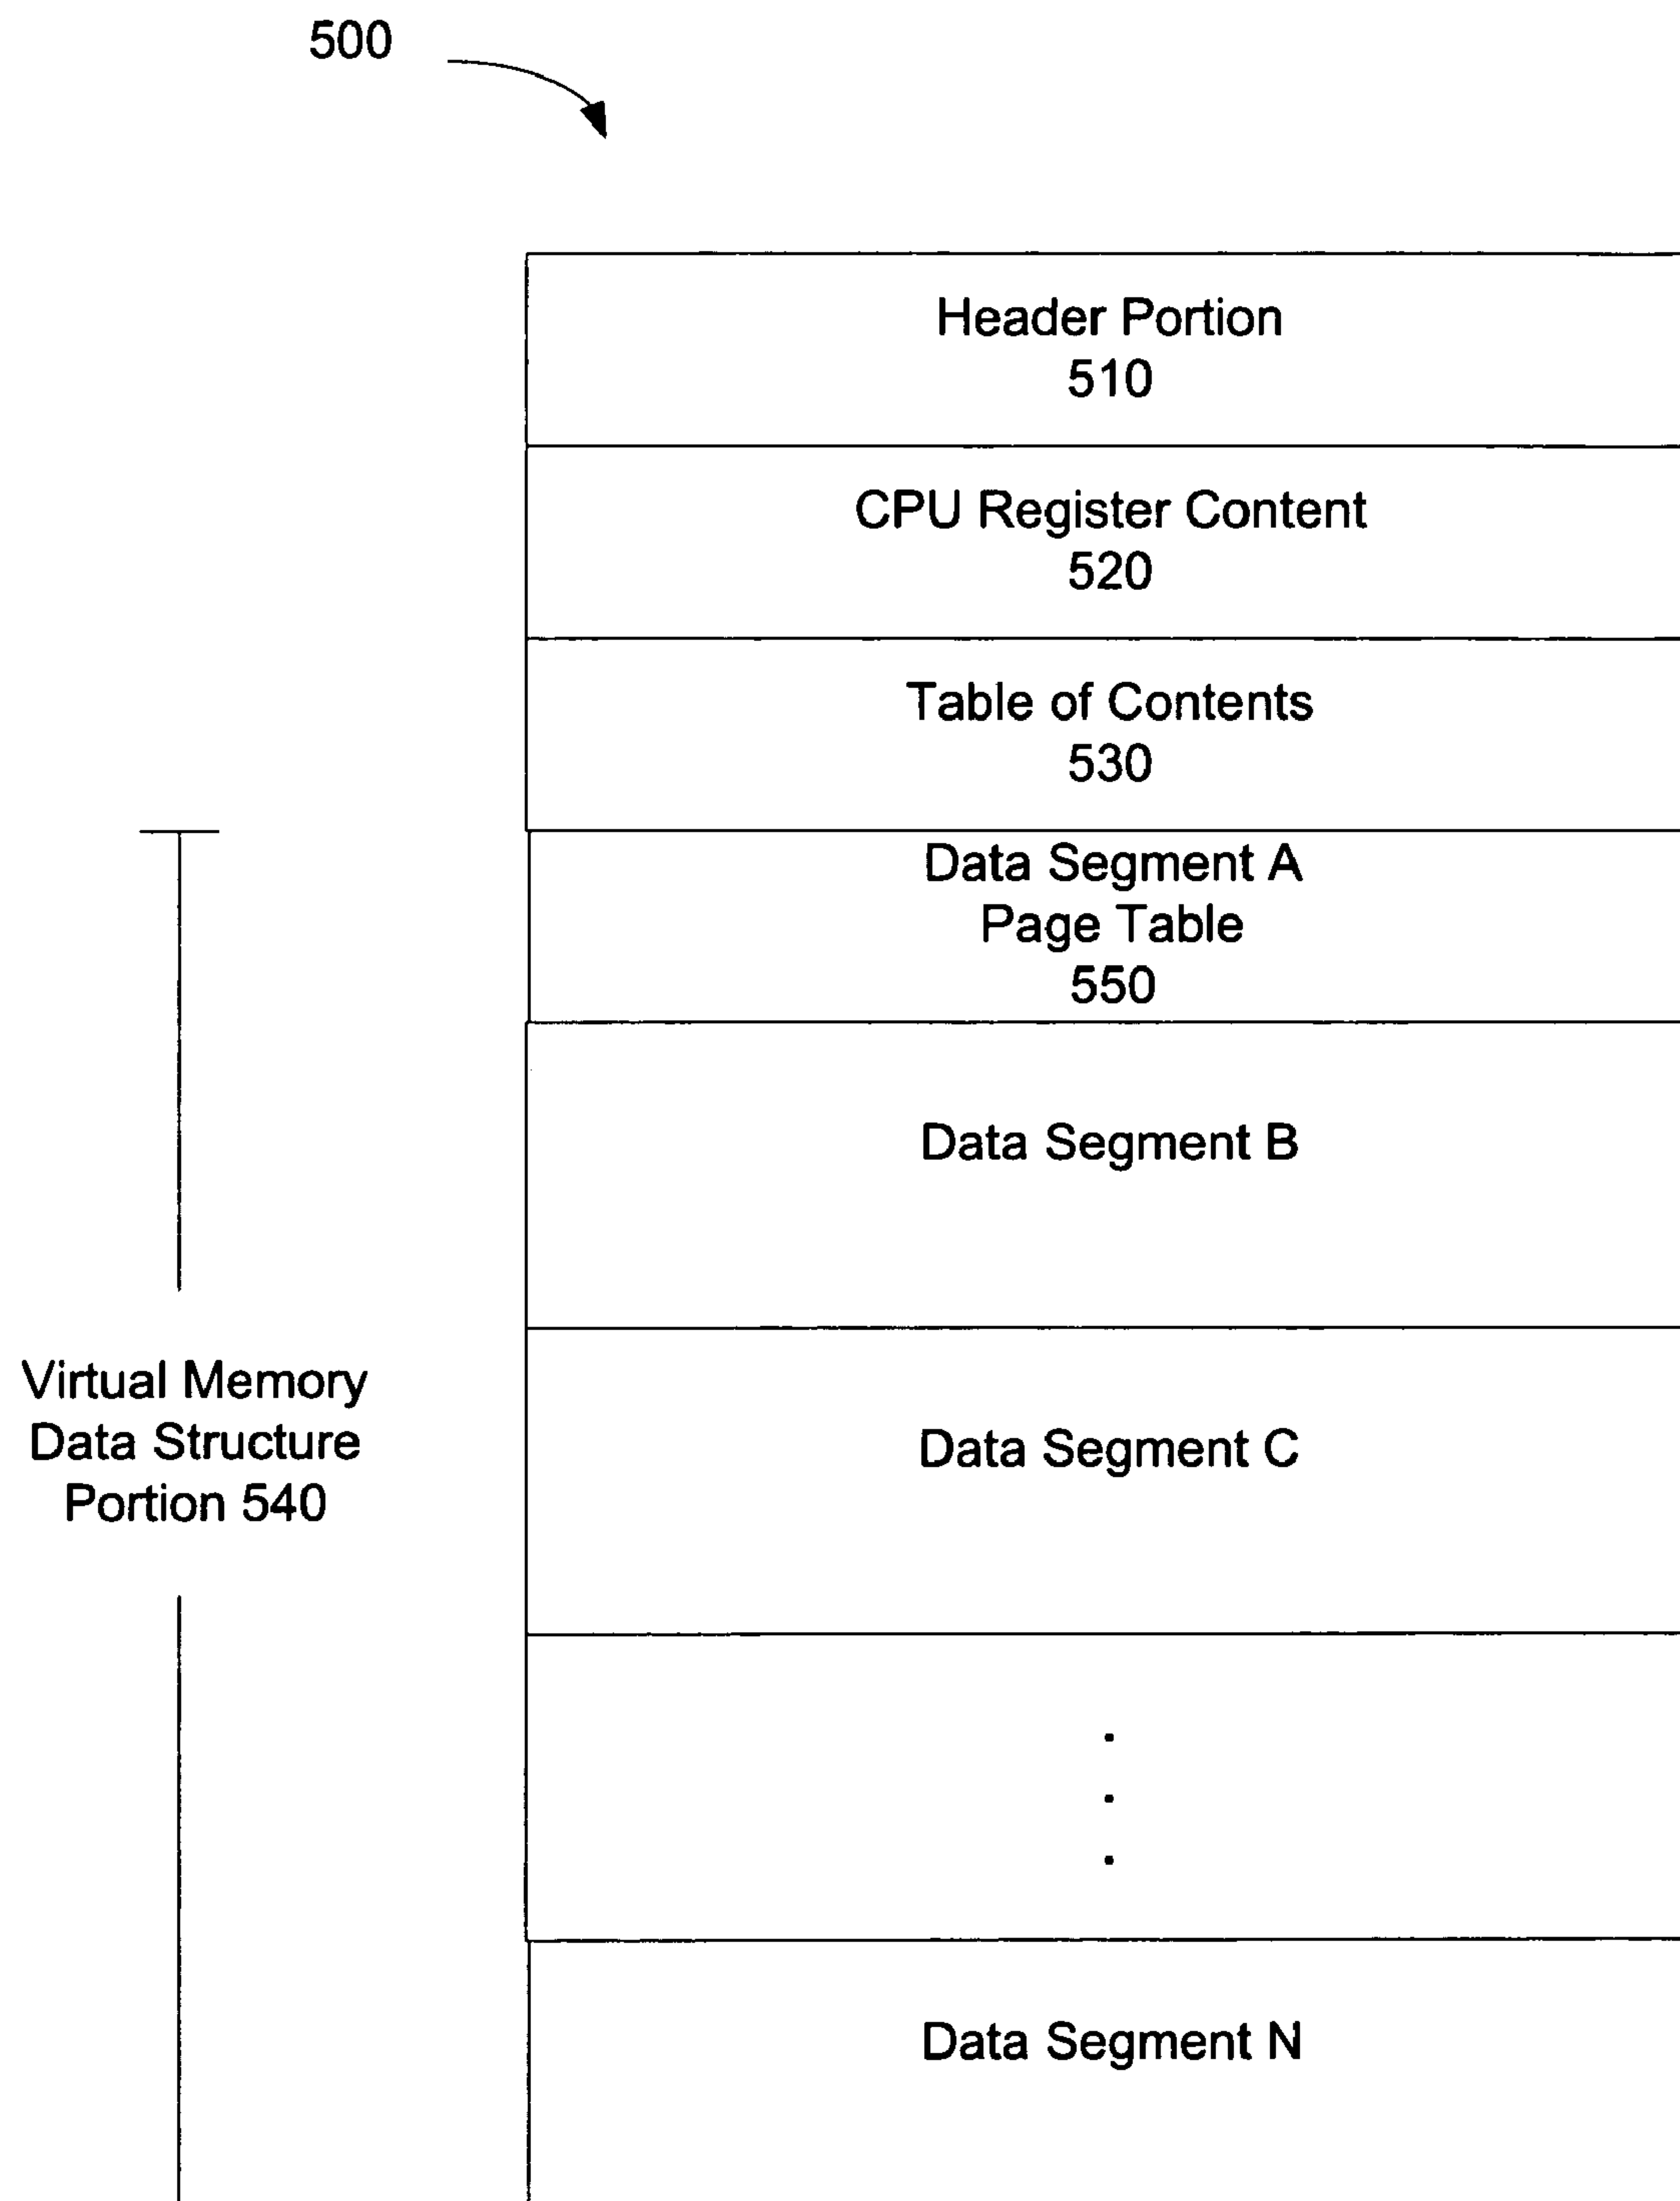 500
Header Portion
510
CPU Register Content
520
Table of Contents
530
Data Segment A
Page Table
550
Data Segment B
Virtual Memory
Data Structure
Portion 540
Data Segment C
.
.
.
Data Segment N